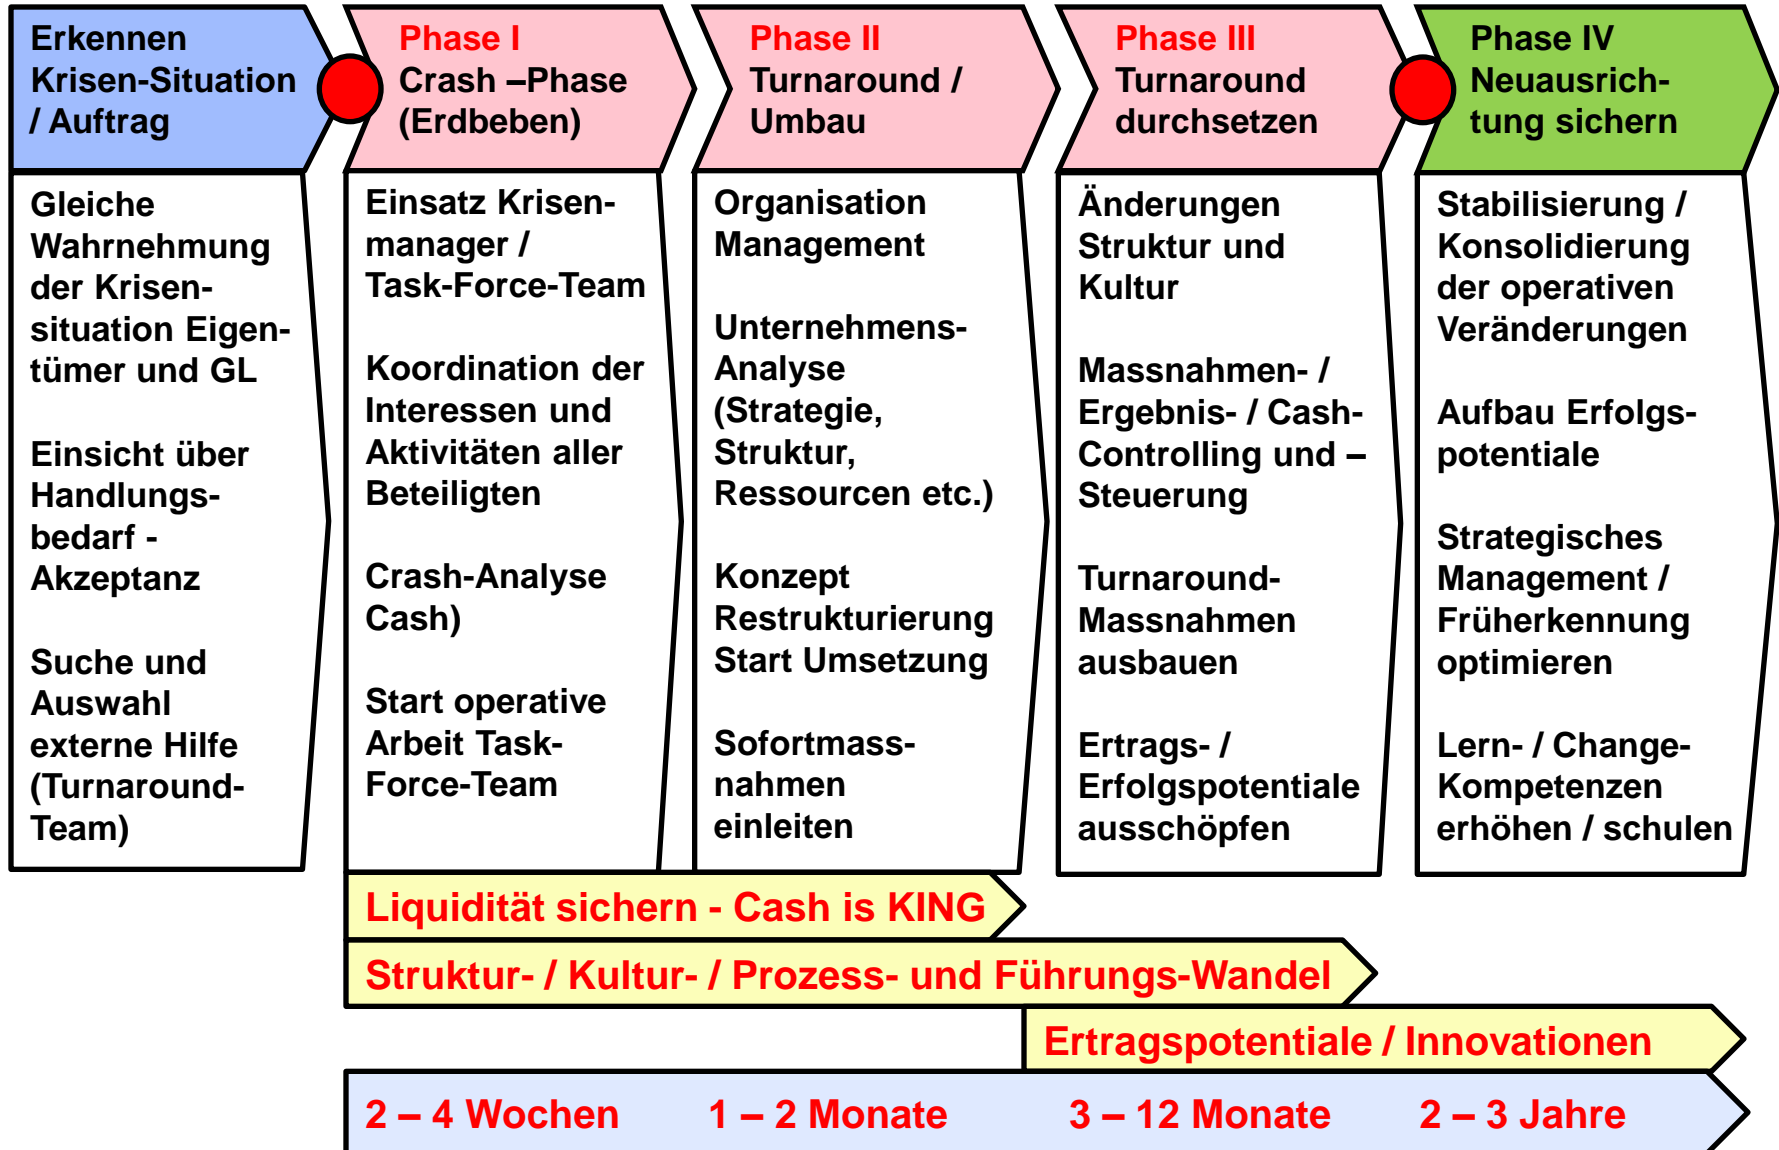 Erkennen
Krisen-Situation
/ Auftrag
Phase I
Crash –Phase
(Erdbeben)
Phase II
Turnaround /
Umbau
Phase III
Turnaround
durchsetzen
Phase IV
Neuausrich-
tung sichern
Gleiche
Wahrnehmung
der Krisen-
situation Eigen-
tümer und GL
Einsicht über
Handlungs-
bedarf -
Akzeptanz
Suche und
Auswahl
externe Hilfe
(Turnaround-
Team)
Einsatz Krisen-
manager /
Task-Force-Team
Koordination der
Interessen und
Aktivitäten aller
Beteiligten
Crash-Analyse
Cash)
Start operative
Arbeit Task-
Force-Team
Organisation
Management
Unternehmens-
Analyse
(Strategie,
Struktur,
Ressourcen etc.)
Konzept
Restrukturierung
Start Umsetzung
Sofortmass-
nahmen
einleiten
Änderungen
Struktur und
Kultur
Massnahmen- /
Ergebnis- / Cash-
Controlling und –
Steuerung
Turnaround-
Massnahmen
ausbauen
Ertrags- /
Erfolgspotentiale
ausschöpfen
Stabilisierung /
Konsolidierung
der operativen
Veränderungen
Aufbau Erfolgs-
potentiale
Strategisches
Management /
Früherkennung
optimieren
Lern- / Change-
Kompetenzen
erhöhen / schulen
Liquidität sichern - Cash is KING
Struktur- / Kultur- / Prozess- und Führungs-Wandel
Ertragspotentiale / Innovationen
2 – 4 Wochen
1 – 2 Monate
3 – 12 Monate
2 – 3 Jahre